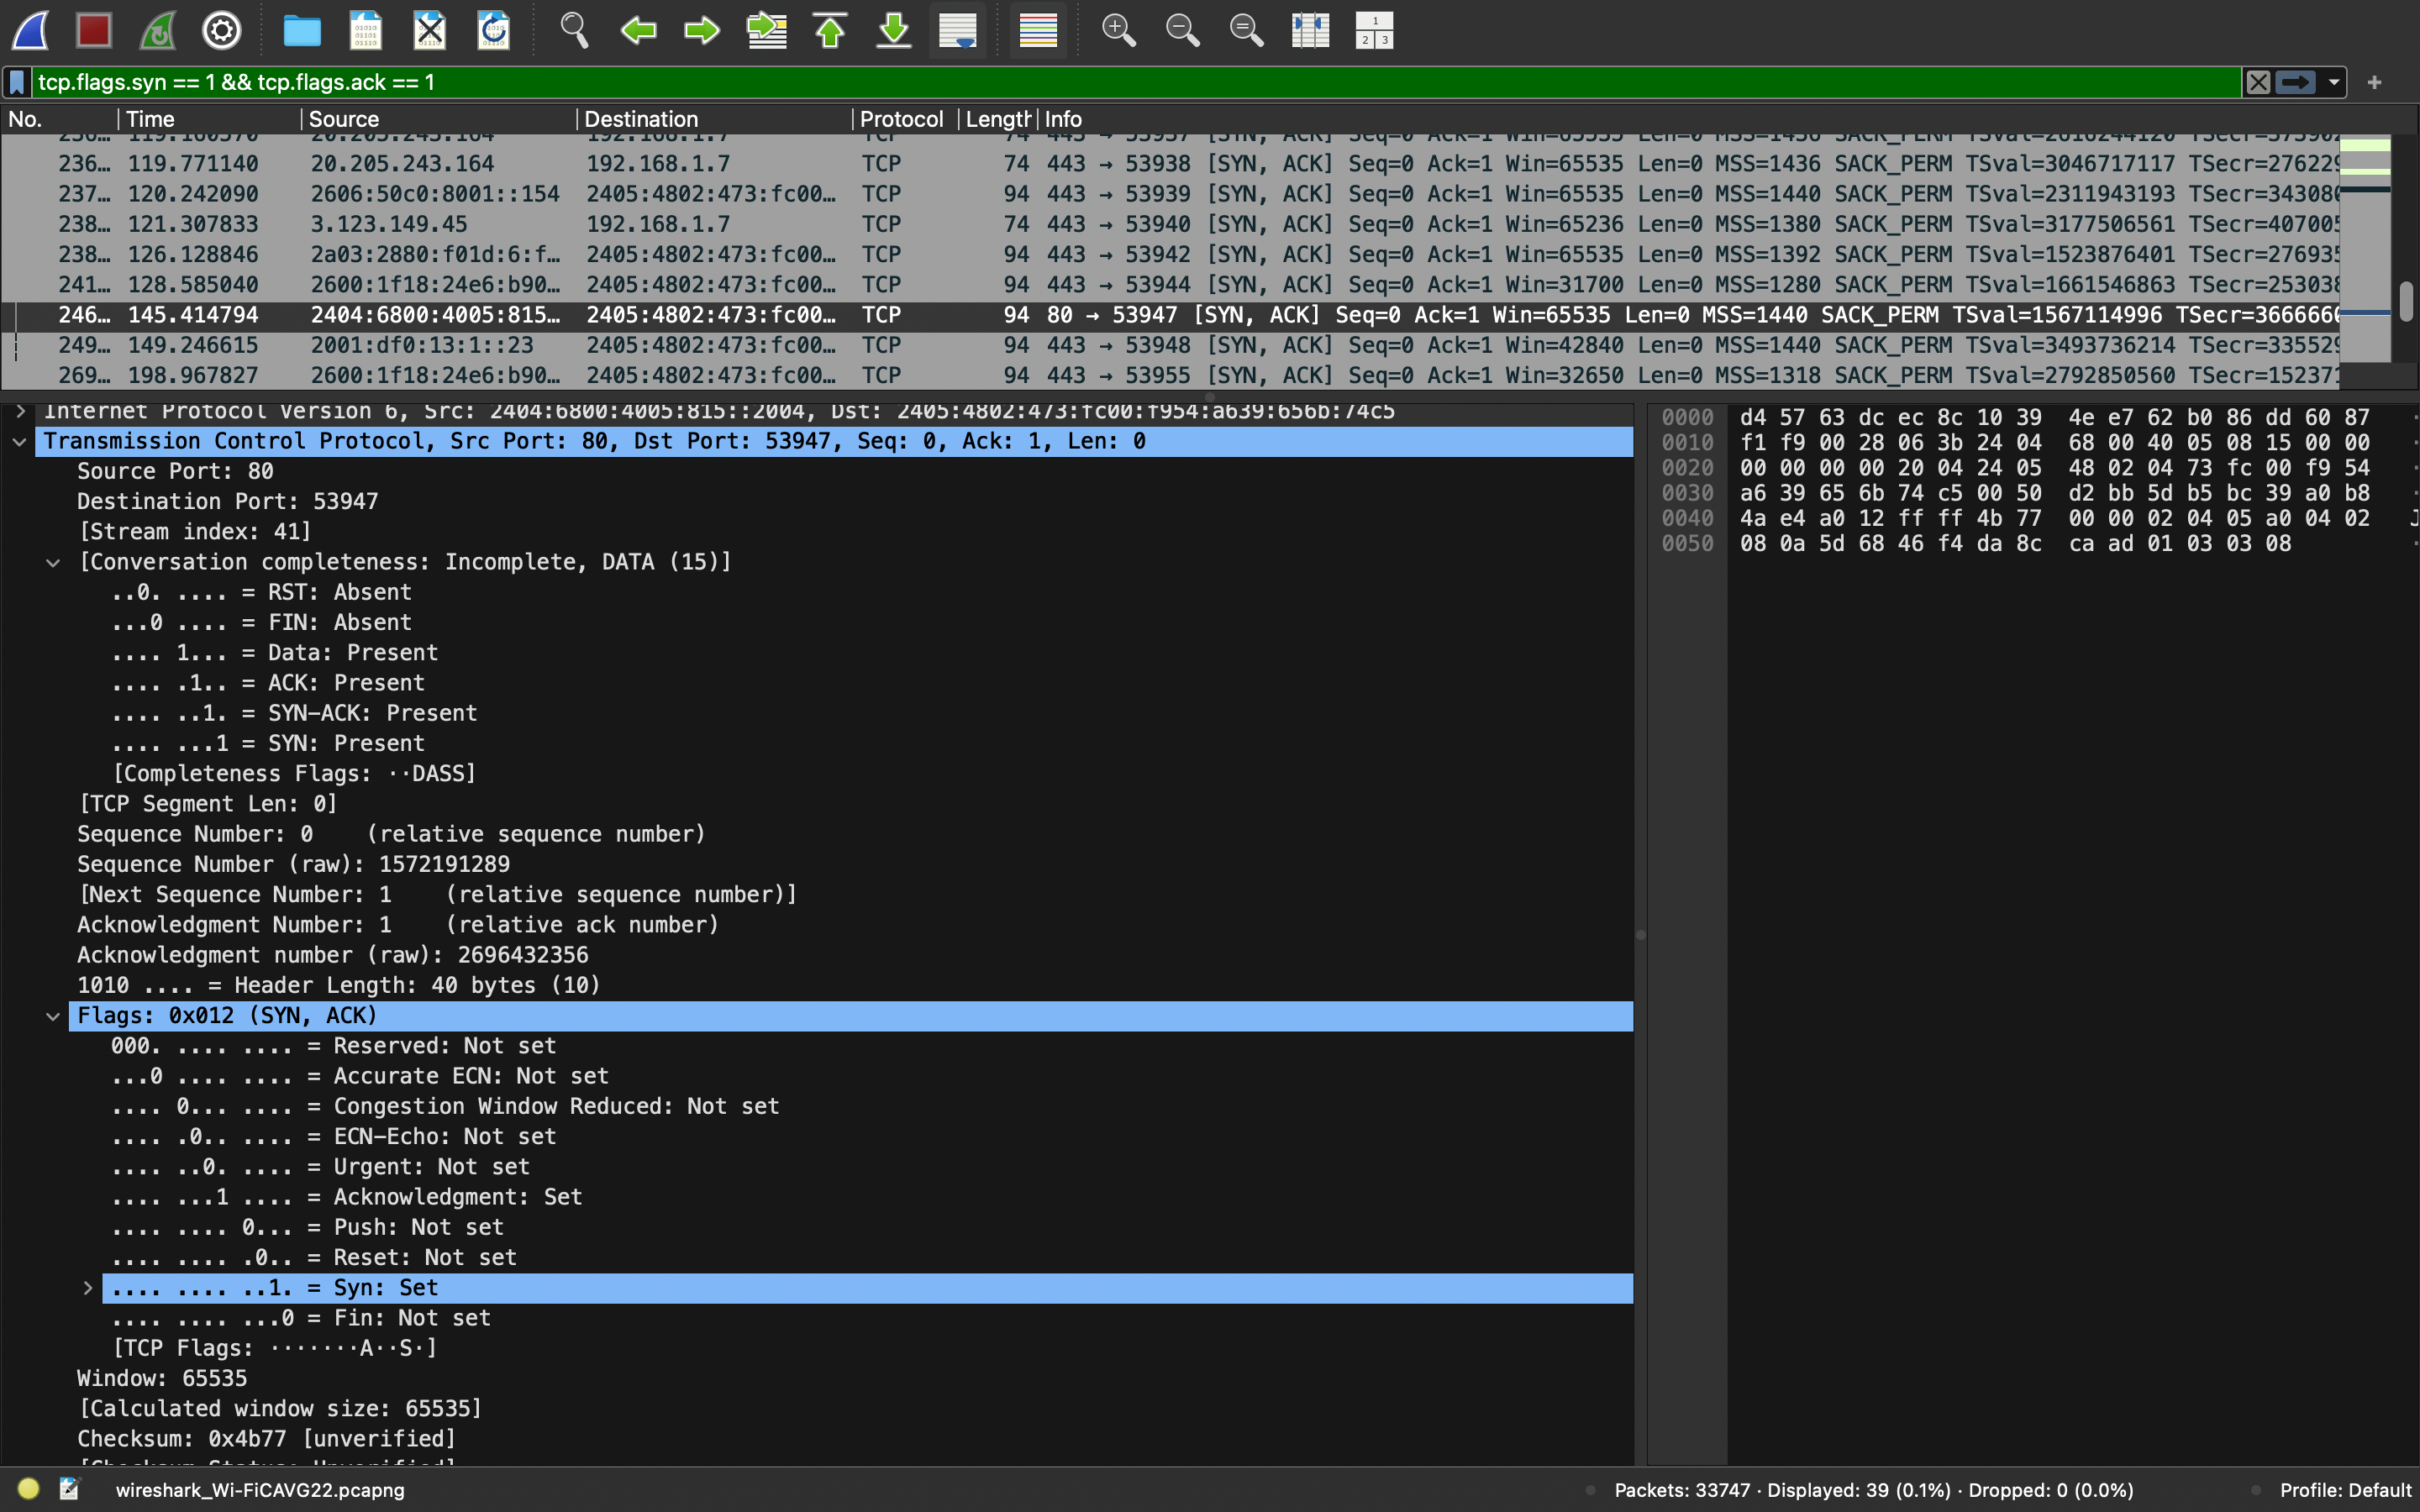 tcp.flags.syn == 1 && tcp.flags.ack == 1
No. Time Source Destination Protocol Length Info
236… 119.771140 20.205.243.164 192.168.1.7 TCP 74 443 → 53938 [SYN, ACK] Seq=0 Ack=1 Win=65535 Len=0 MSS=1436 SACK_PERM TSval=3046717117 TSecr=276229
237… 120.242090 2606:50c0:8001::154 2405:4802:473:fc00… TCP 94 443 → 53939 [SYN, ACK] Seq=0 Ack=1 Win=65535 Len=0 MSS=1440 SACK_PERM TSval=2311943193 TSecr=343080
238… 121.307833 3.123.149.45 192.168.1.7 TCP 74 443 → 53940 [SYN, ACK] Seq=0 Ack=1 Win=65236 Len=0 MSS=1380 SACK_PERM TSval=3177506561 TSecr=407005
238… 126.128846 2a03:2880:f01d:6:f… 2405:4802:473:fc00… TCP 94 443 → 53942 [SYN, ACK] Seq=0 Ack=1 Win=65535 Len=0 MSS=1392 SACK_PERM TSval=1523876401 TSecr=276935
241… 128.585040 2600:1f18:24e6:b90… 2405:4802:473:fc00… TCP 94 443 → 53944 [SYN, ACK] Seq=0 Ack=1 Win=31700 Len=0 MSS=1280 SACK_PERM TSval=1661546863 TSecr=253038
246… 145.414794 2404:6800:4005:815… 2405:4802:473:fc00… TCP 94 80 → 53947 [SYN, ACK] Seq=0 Ack=1 Win=65535 Len=0 MSS=1440 SACK_PERM TSval=1567114996 TSecr=3666660
249… 149.246615 2001:df0:13:1::23 2405:4802:473:fc00… TCP 94 443 → 53948 [SYN, ACK] Seq=0 Ack=1 Win=42840 Len=0 MSS=1440 SACK_PERM TSval=3493736214 TSecr=335529
269… 198.967827 2600:1f18:24e6:b90… 2405:4802:473:fc00… TCP 94 443 → 53955 [SYN, ACK] Seq=0 Ack=1 Win=32650 Len=0 MSS=1318 SACK_PERM TSval=2792850560 TSecr=152371
Internet Protocol Version 6, Src: 2404:6800:4005:815::2004, Dst: 2405:4802:473:fc00:f954:a639:656b:74c5
Transmission Control Protocol, Src Port: 80, Dst Port: 53947, Seq: 0, Ack: 1, Len: 0
Source Port: 80
Destination Port: 53947
[Stream index: 41]
[Conversation completeness: Incomplete, DATA (15)]
..0. .... = RST: Absent
...0 .... = FIN: Absent
.... 1... = Data: Present
.... .1.. = ACK: Present
.... ..1. = SYN-ACK: Present
.... ...1 = SYN: Present
[Completeness Flags: ··DASS]
[TCP Segment Len: 0]
Sequence Number: 0    (relative sequence number)
Sequence Number (raw): 1572191289
[Next Sequence Number: 1    (relative sequence number)]
Acknowledgment Number: 1    (relative ack number)
Acknowledgment number (raw): 2696432356
1010 .... = Header Length: 40 bytes (10)
Flags: 0x012 (SYN, ACK)
000. .... .... = Reserved: Not set
...0 .... .... = Accurate ECN: Not set
.... 0... .... = Congestion Window Reduced: Not set
.... .0.. .... = ECN-Echo: Not set
.... ..0. .... = Urgent: Not set
.... ...1 .... = Acknowledgment: Set
.... .... 0... = Push: Not set
.... .... .0.. = Reset: Not set
.... .... ..1. = Syn: Set
.... .... ...0 = Fin: Not set
[TCP Flags: ·······A··S·]
Window: 65535
[Calculated window size: 65535]
Checksum: 0x4b77 [unverified]
[Checksum Status: Unverified]
0000 d4 57 63 dc ec 8c 10 39 4e e7 62 b0 86 dd 60 87
0010 f1 f9 00 28 06 3b 24 04 68 00 40 05 08 15 00 00
0020 00 00 00 00 20 04 24 05 48 02 04 73 fc 00 f9 54
0030 a6 39 65 6b 74 c5 00 50 d2 bb 5d b5 bc 39 a0 b8
0040 4a e4 a0 12 ff ff 4b 77 00 00 02 04 05 a0 04 02 J
0050 08 0a 5d 68 46 f4 da 8c ca ad 01 03 03 08
wireshark_Wi-FiCAVG22.pcapng
Packets: 33747 · Displayed: 39 (0.1%) · Dropped: 0 (0.0%)
Profile: Default